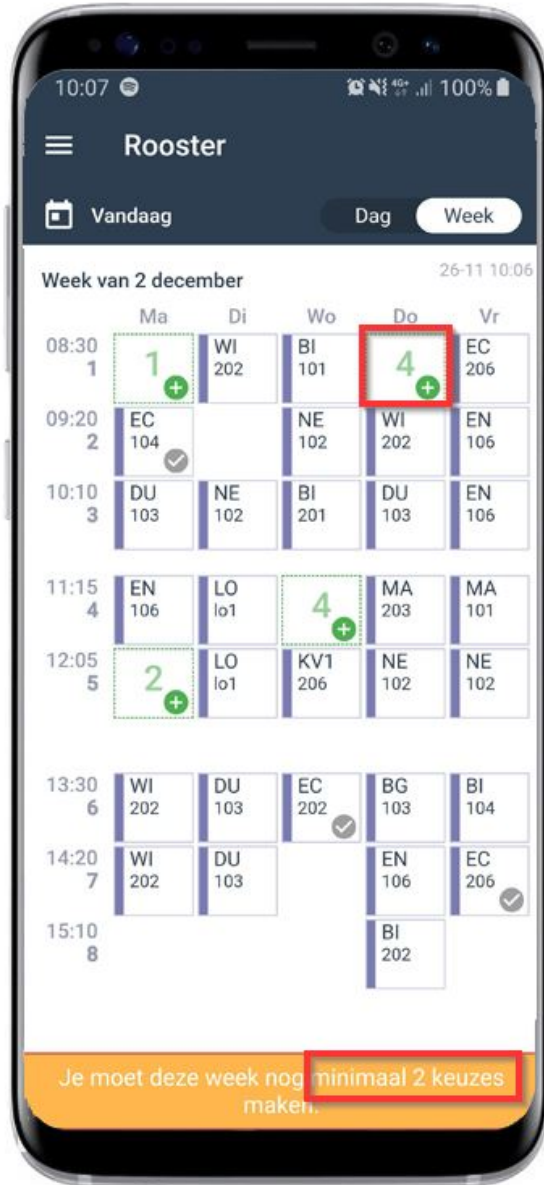 10:07 4G+ 100%
Rooster
Vandaag Dag Week
Week van 2 december 26-11 10:06
Ma Di Wo Do Vr
08:30 1 WI BI 4 EC
1 202 101 206
09:20 EC NE WI EN
2 104 102 202 106
10:10 DU NE BI DU EN
3 103 102 201 103 106
11:15 EN LO 4 MA MA
4 106 lo1 203 101
12:05 2 LO KV1 NE NE
5 lo1 206 102 102
13:30 WI DU EC BG BI
6 202 103 202 103 104
14:20 WI DU EN EC
7 202 103 106 206
15:10 BI
8 202
Je moet deze week nog minimaal 2 keuzes
maken.